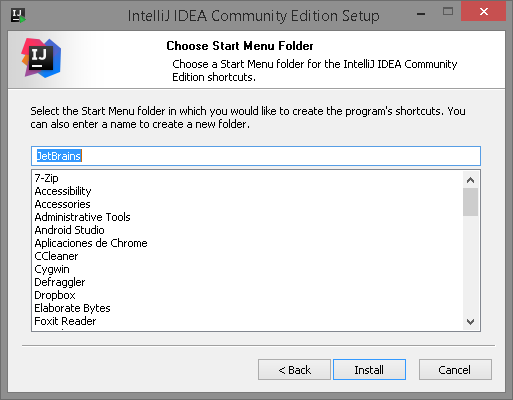 IntelliJ IDEA Community Edition Setup
IJ
Choose Start Menu Folder
Choose a Start Menu folder for the IntelliJ IDEA Community
Edition shortcuts.
Select the Start Menu folder in which you would like to create the program's shortcuts. You
can also enter a name to create a new folder.
JetBrains
7-Zip
Accessibility
Accessories
Administrative Tools
Android Studio
Aplicaciones de Chrome
CCleaner
Cygwin
Defraggler
Dropbox
Elaborate Bytes
Foxit Reader
< Back
Install
Cancel